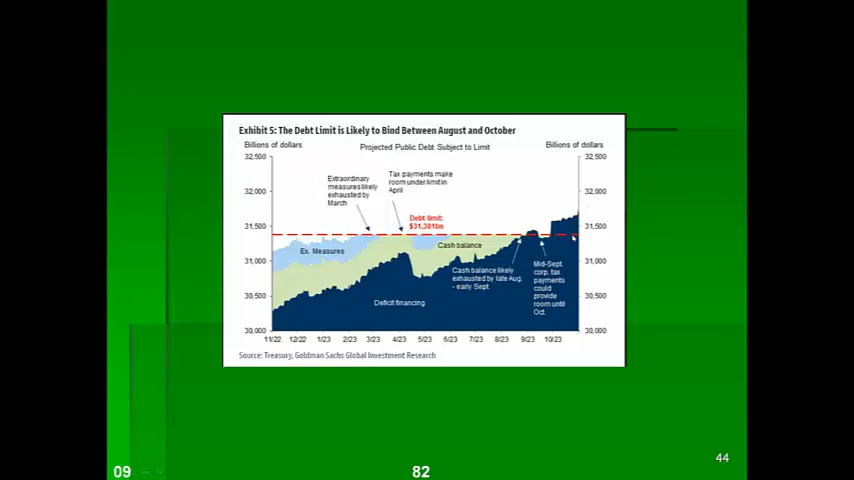 Exhibit 5: The Debt Limit is Likely to Bind Between August and October
Billions of dollars
Projected Public Debt Subject to Limit
Billions of dollars
32,500
32,000
31,500
31,000
30,500
30,000
Extraordinary
measures likely
exhausted by
March
Tax payments make
room under limit in
April
Debt limit:
$31,381bn
Ex. Measures
Cash balance
Cash balance likely
exhausted by late Aug.
- early Sept.
Mid-Sept.
corp. tax
payments
could
provide
room until
Oct.
Deficit financing
32,500
32,000
31,500
31,000
30,500
30,000
11/22 12/22 1/23 2/23 3/23 4/23 5/23 6/23 7/23 8/23 9/23 10/23
Source: Treasury, Goldman Sachs Global Investment Research
44
09
82